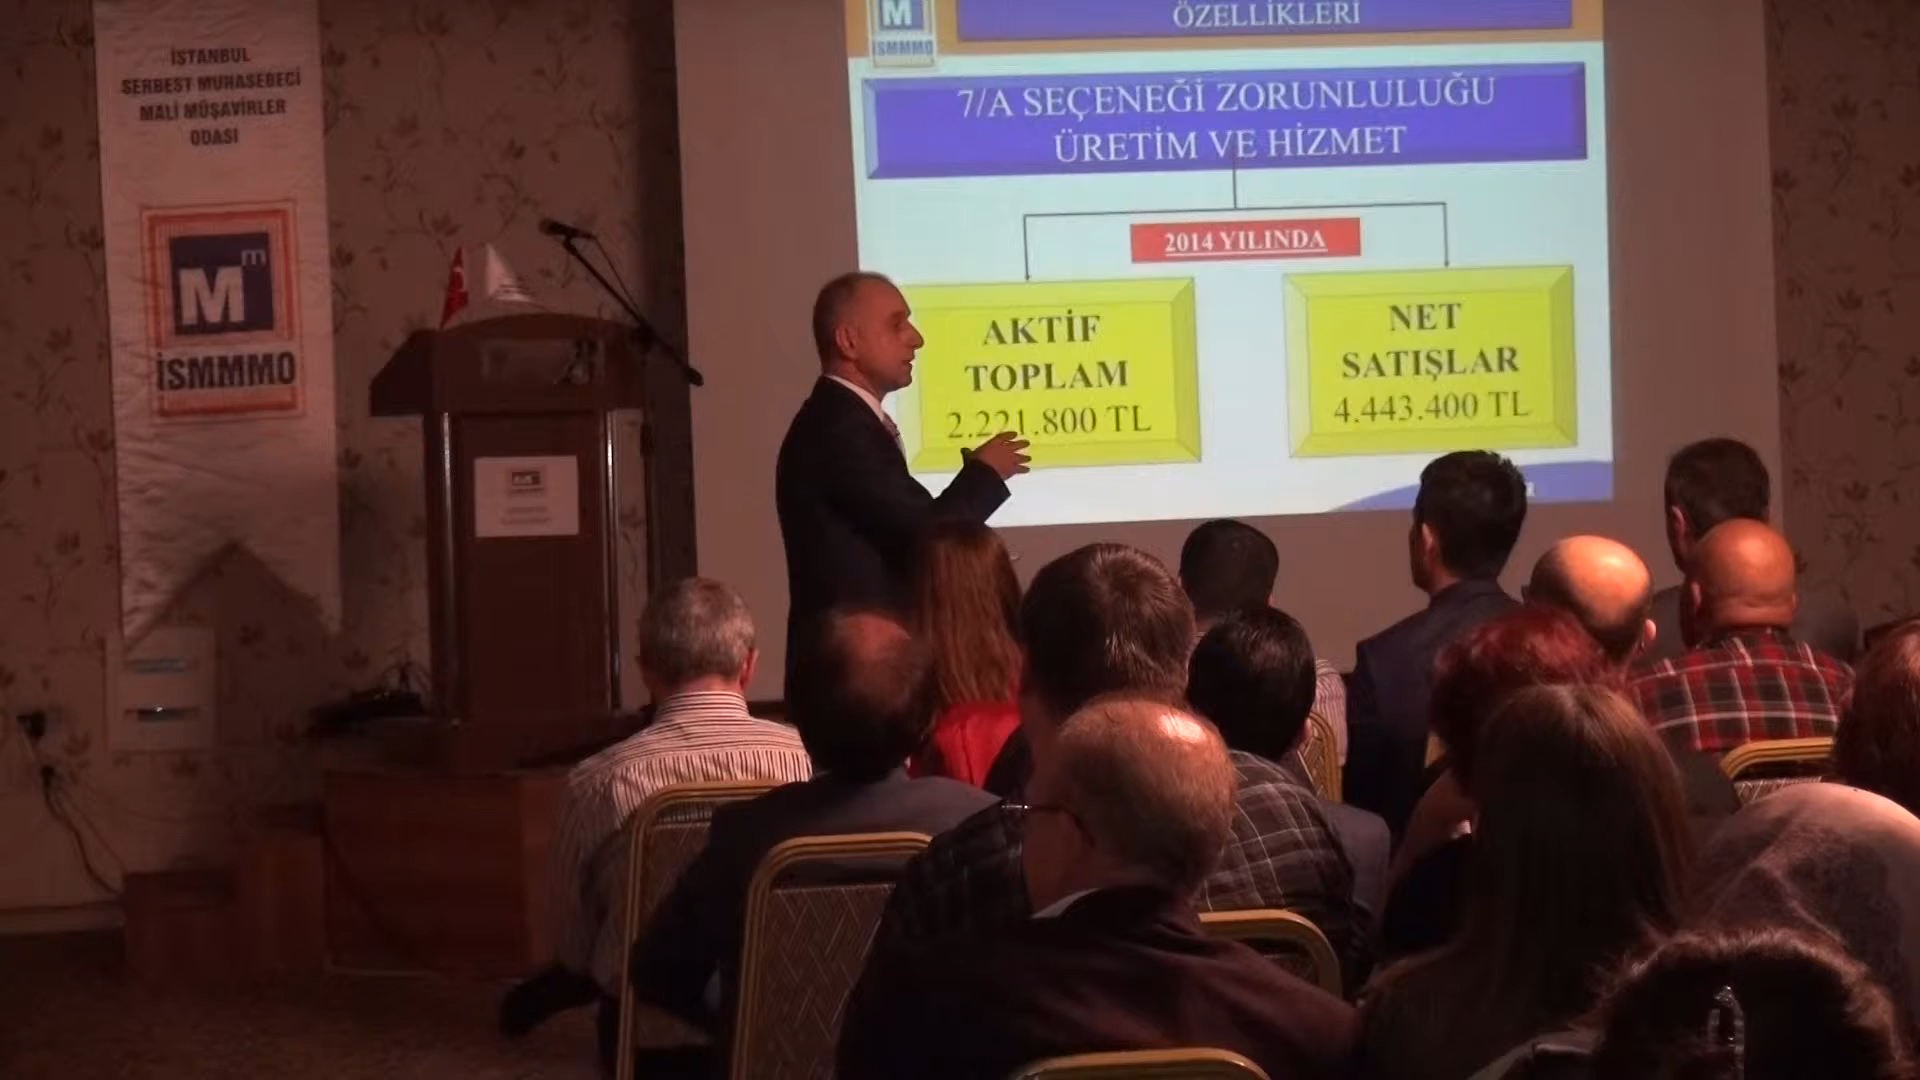 İSTANBUL
SERBEST MUHASEBECİ
MALİ MÜŞAVİRLER
ODASI
M m
İSMMMO
M
İSMMMO
ÖZELLİKLERİ
7/A SEÇENEĞİ ZORUNLULUĞU
ÜRETİM VE HİZMET
2014 YILINDA
AKTİF
TOPLAM
2.221.800 TL
NET
SATIŞLAR
4.443.400 TL
M